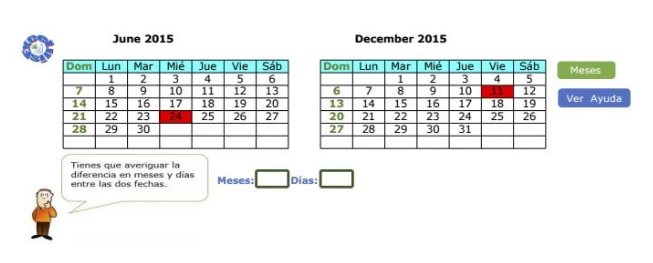 June 2015
Dom Lun Mar Mié Jue Vie Sáb
1 2 3 4 5 6
7 8 9 10 11 12 13
14 15 16 17 18 19 20
21 22 23 24 25 26 27
28 29 30
December 2015
Dom Lun Mar Mié Jue Vie Sáb
1 2 3 4 5
6 7 8 9 10 11 12
13 14 15 16 17 18 19
20 21 22 23 24 25 26
27 28 29 30 31
Meses
Ver Ayuda
Tienes que averiguar la
diferencia en meses y días
entre las dos fechas.
Meses: Días: